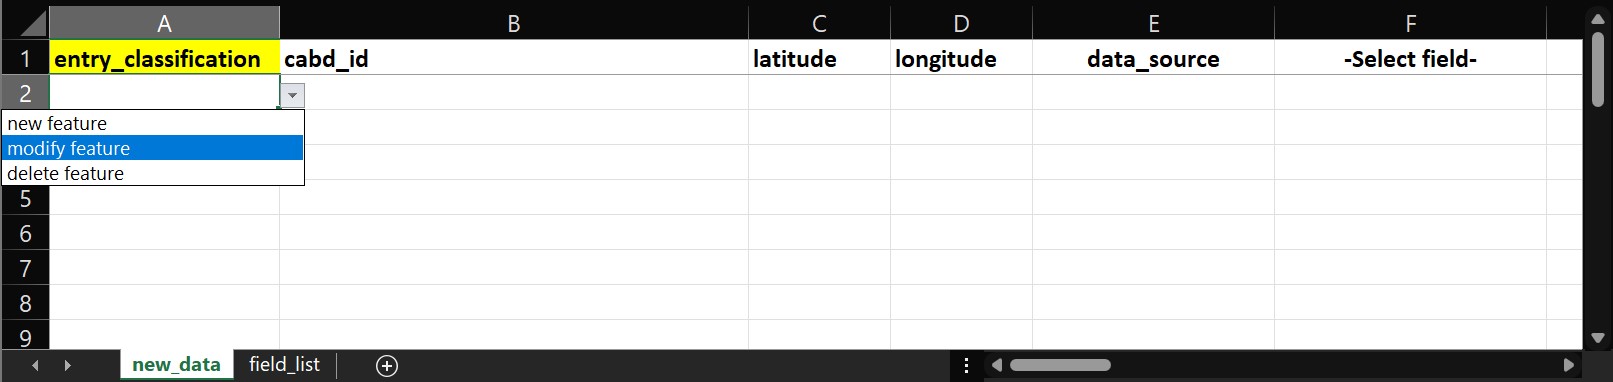 A B C D E F
1 entry_classification cabd_id latitude longitude data_source -Select field-
2
new feature
modify feature
delete feature
5
6
7
8
9
new_data field_list